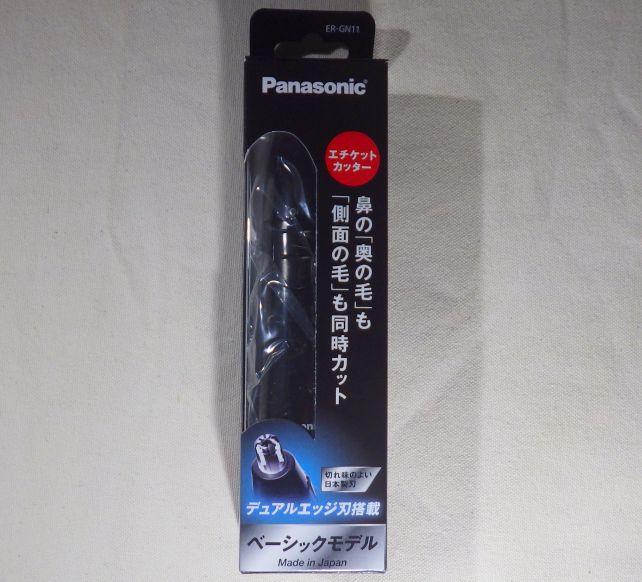 ER-GN11
Panasonic
エチケット
カッター
鼻の「奥の毛」も
「側面の毛」も同時カット
切れ味のよい
日本製刃
デュアルエッジ刃搭載
ベーシックモデル
Made in Japan